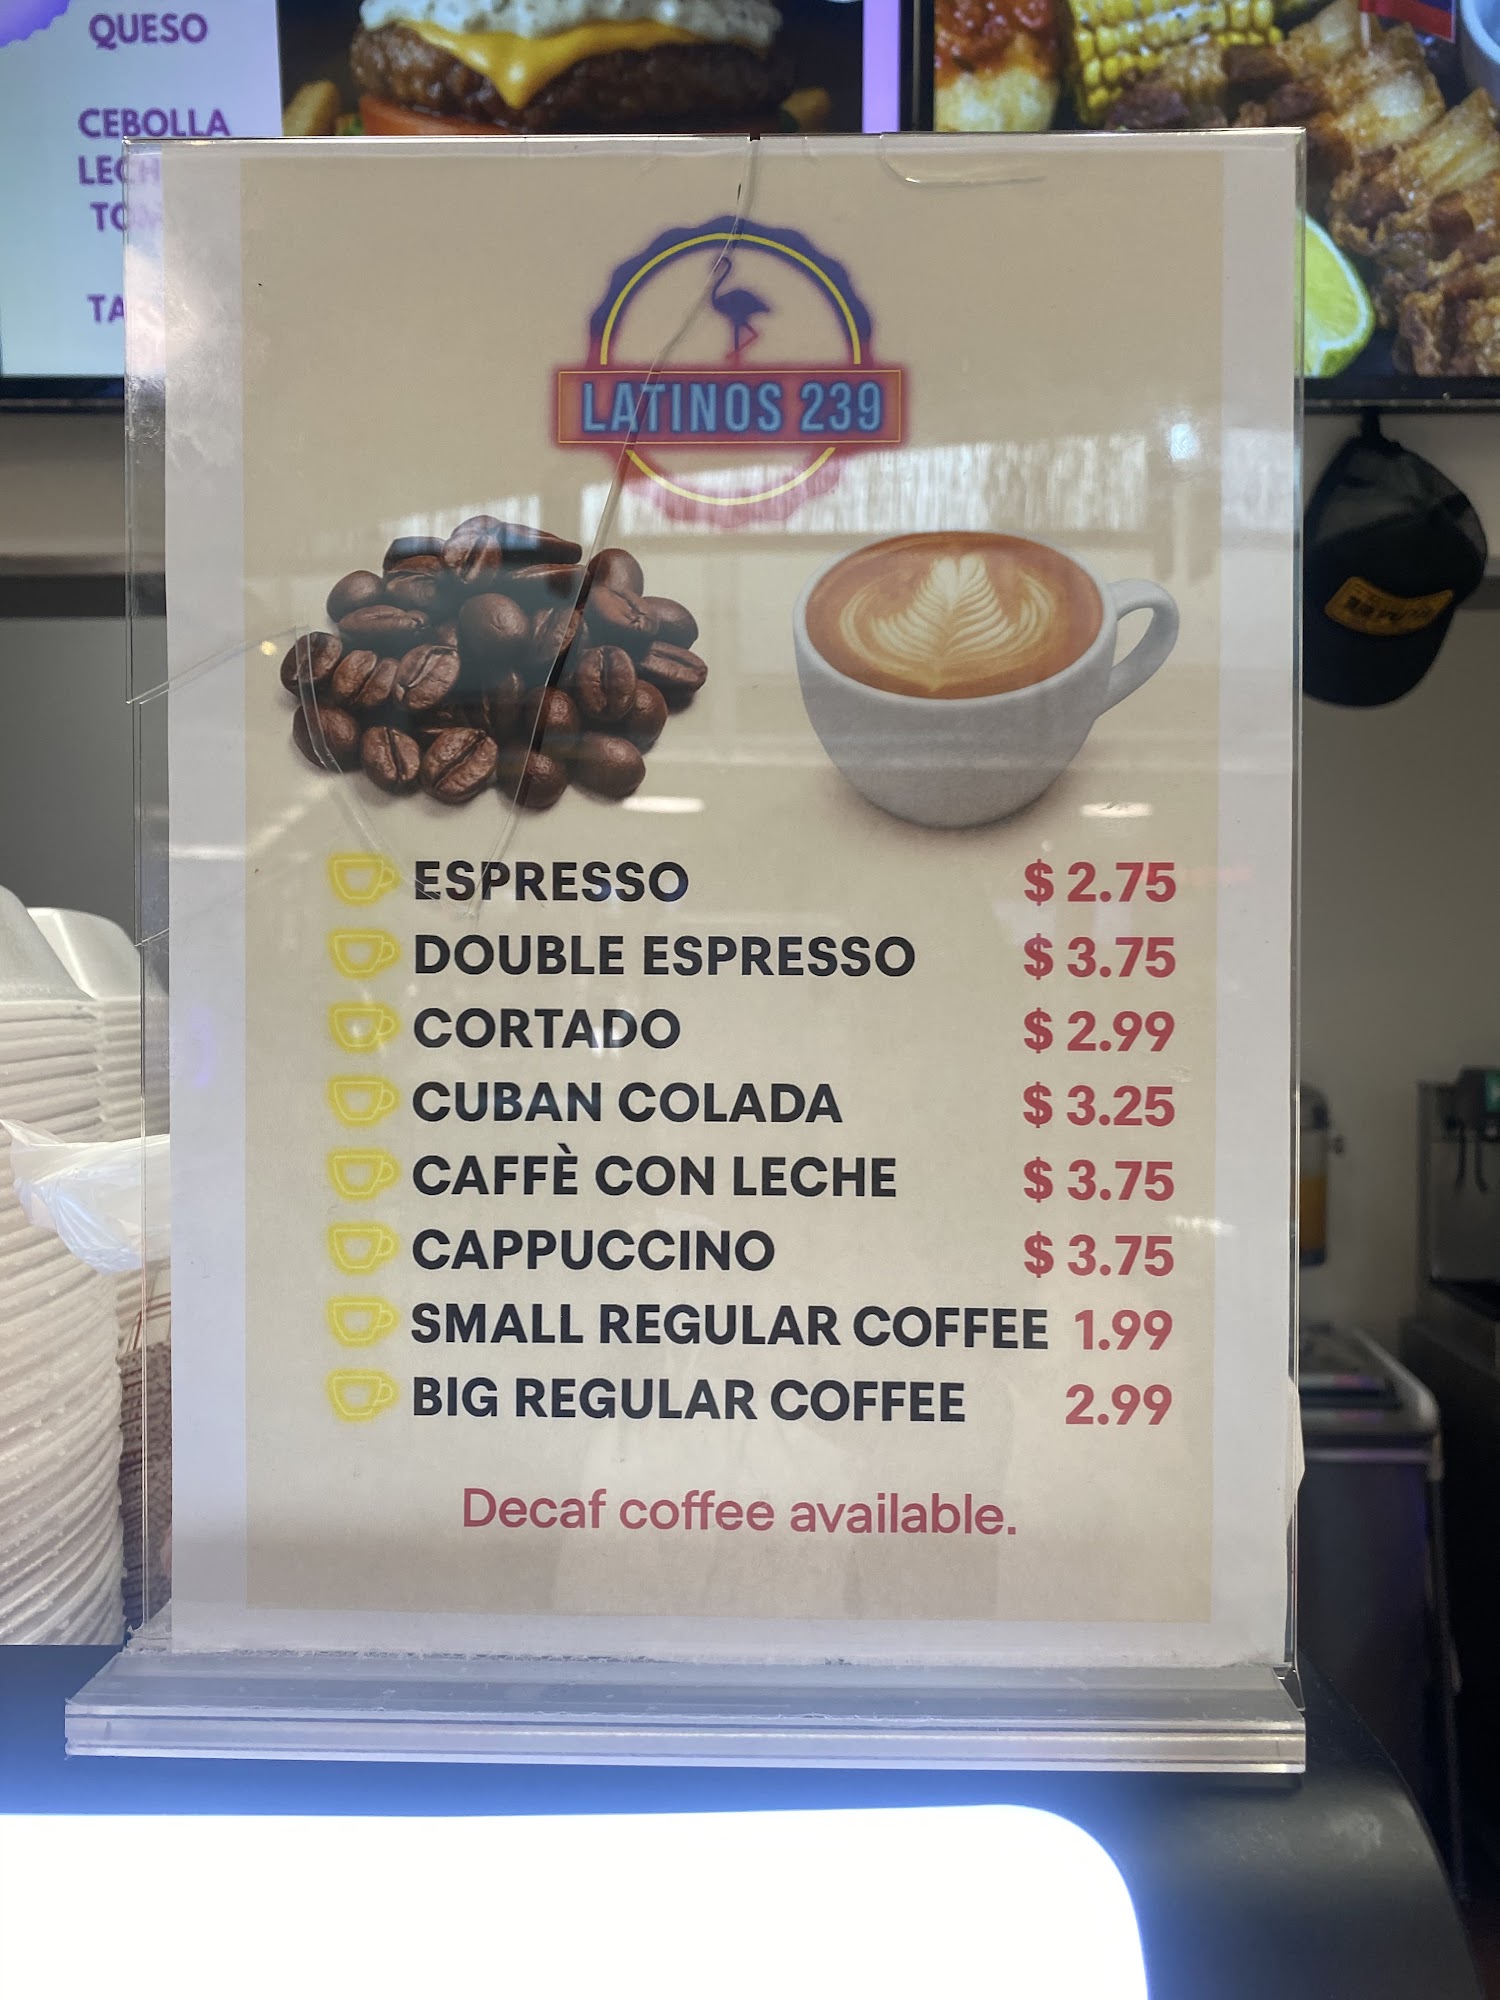 QUESO
CEBOLLA
LATINOS 239
ESPRESSO $ 2.75
DOUBLE ESPRESSO $ 3.75
CORTADO $ 2.99
CUBAN COLADA $ 3.25
CAFFÈ CON LECHE $ 3.75
CAPPUCCINO $ 3.75
SMALL REGULAR COFFEE 1.99
BIG REGULAR COFFEE 2.99
Decaf coffee available.